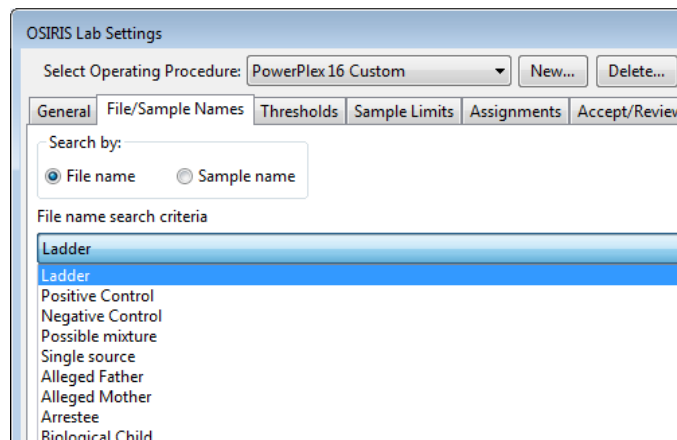 OSIRIS Lab Settings
Select Operating Procedure: PowerPlex 16 Custom New... Delete...
General File/Sample Names Thresholds Sample Limits Assignments Accept/Review
Search by:
File name Sample name
File name search criteria
Ladder
Ladder
Positive Control
Negative Control
Possible mixture
Single source
Alleged Father
Alleged Mother
Arrestee
Biological Child